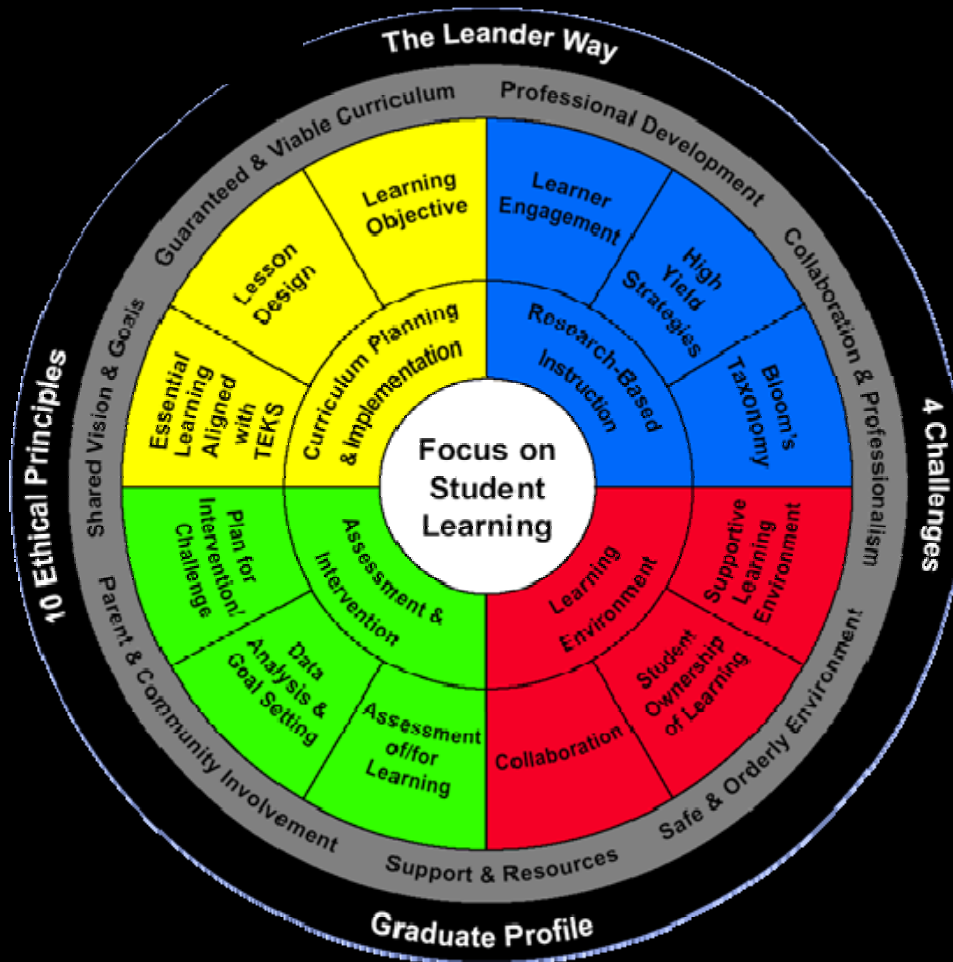 The Leander Way
10 Ethical Principles
4 Challenges
Graduate Profile
Guaranteed & Viable Curriculum
Professional Development
Collaboration & Professionalism
Safe & Orderly Environment
Support & Resources
Parent & Community Involvement
Shared Vision & Goals
Learning
Objective
Lesson
Design
Essential
Learning
Aligned
with
TEKS
Curriculum Planning
& Implementation
Learner
Engagement
High
Yield
Strategies
Bloom's
Taxonomy
Research-Based
Instruction
Focus on
Student
Learning
Plan for
Intervention/
Challenge
Data
Analysis &
Goal Setting
Assessment
of/for
Learning
Assessment &
Intervention
Supportive
Learning
Environment
Student
Ownership
of Learning
Collaboration
Learning
Environment